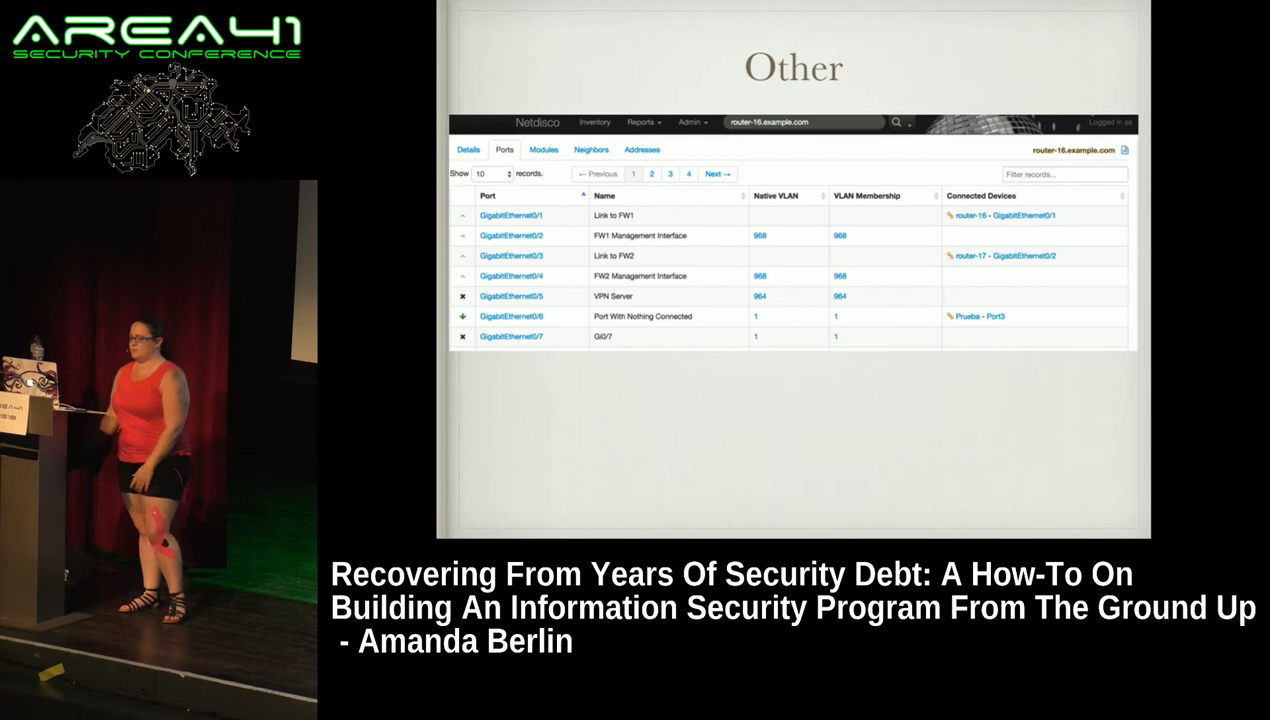 AREA41
SECURITY CONFERENCE
Other
Netdisco Inventory Reports Admin router-16.example.com Logged in as
Details Ports Modules Neighbors Addresses router-16.example.com
Show 10 records. ← Previous 1 2 3 4 Next → Filter records...
Port Name Native VLAN VLAN Membership Connected Devices
GigabitEthernet0/1 Link to FW1 router-16 - GigabitEthernet0/1
GigabitEthernet0/2 FW1 Management Interface 968 968
GigabitEthernet0/3 Link to FW2 router-17 - GigabitEthernet0/2
GigabitEthernet0/4 FW2 Management Interface 968 968
GigabitEthernet0/5 VPN Server 964 964
GigabitEthernet0/6 Port With Nothing Connected 1 1 Prueba - Port3
GigabitEthernet0/7 Gi0/7 1 1
Recovering From Years Of Security Debt: A How-To On
Building An Information Security Program From The Ground Up
- Amanda Berlin